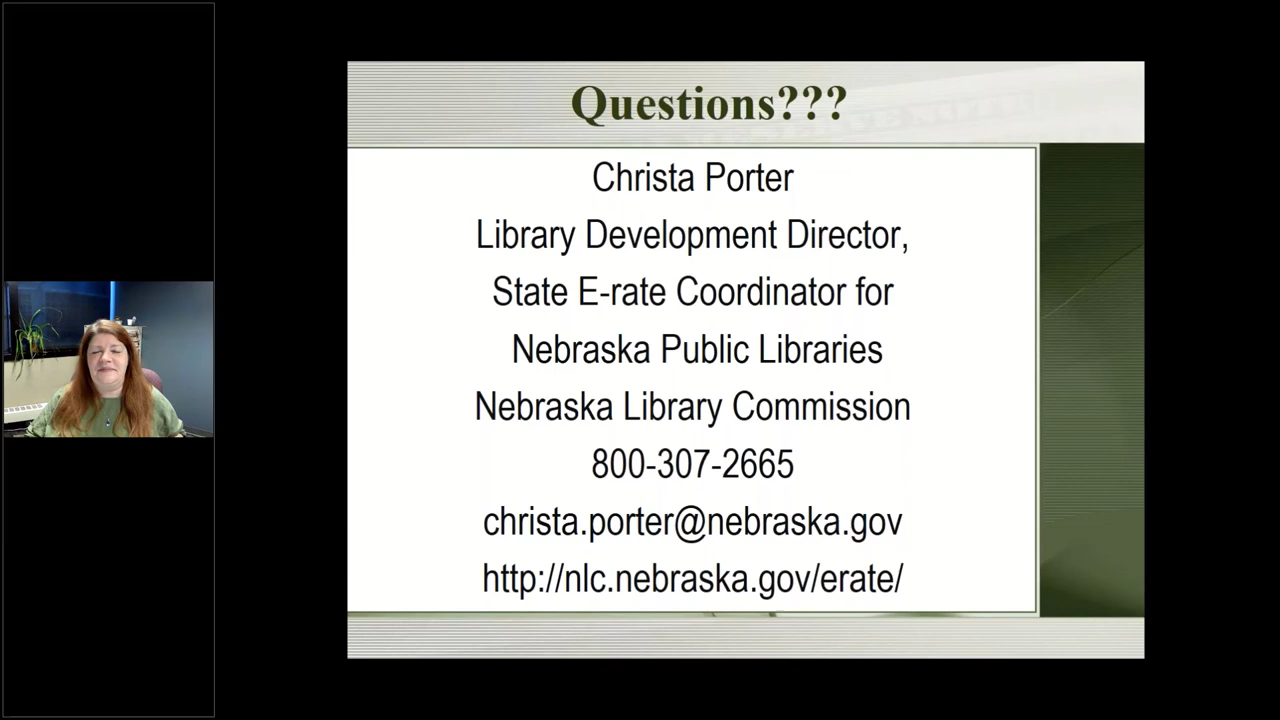 Questions???
Christa Porter
Library Development Director,
State E-rate Coordinator for
Nebraska Public Libraries
Nebraska Library Commission
800-307-2665
christa.porter@nebraska.gov
http://nlc.nebraska.gov/erate/